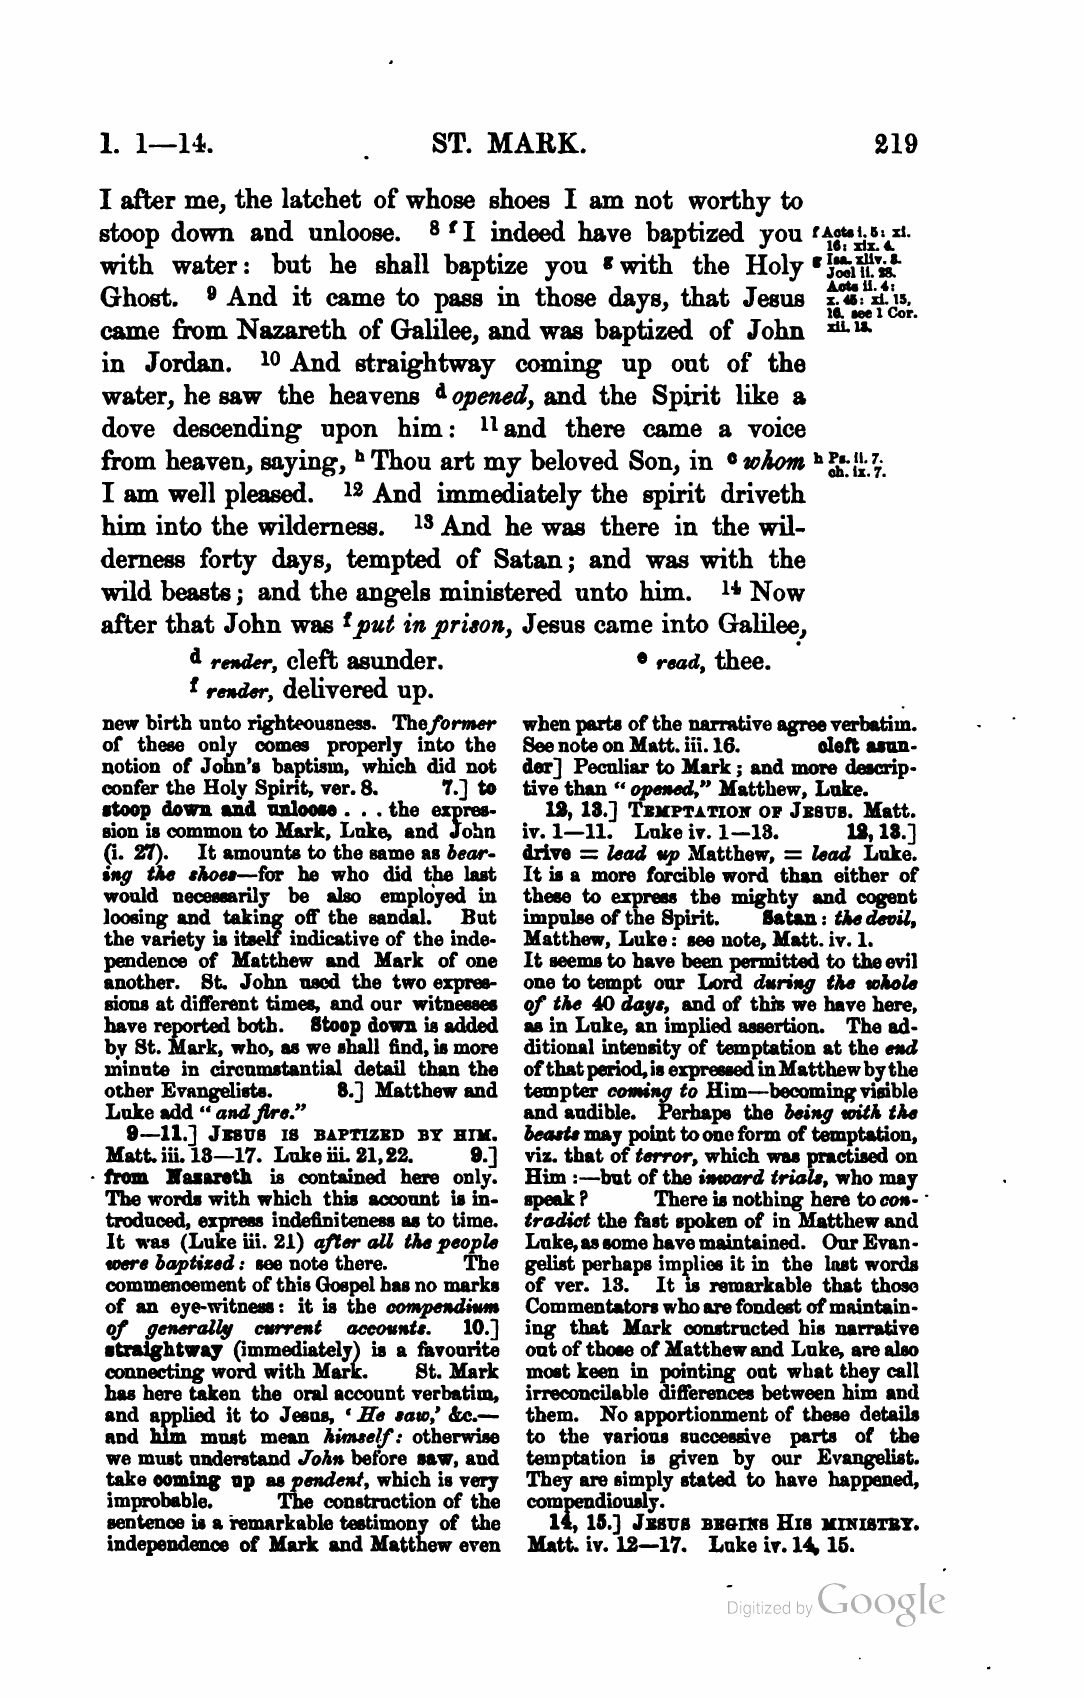 1. 1—14. ST. MARK. 219
I after me, the latchet of whose shoes I am not worthy to
stoop down and unloose. 8 f I indeed have baptized you
with water: but he shall baptize you g with the Holy
Ghost. 9 And it came to pass in those days, that Jesus
came from Nazareth of Galilee, and was baptized of John
in Jordan. 10 And straightway coming up out of the
water, he saw the heavens d opened, and the Spirit like a
dove descending upon him: 11 and there came a voice
from heaven, saying, h Thou art my beloved Son, in e whom
I am well pleased. 12 And immediately the spirit driveth
him into the wilderness. 13 And he was there in the wil-
derness forty days, tempted of Satan; and was with the
wild beasts; and the angels ministered unto him. 14 Now
after that John was f put in prison, Jesus came into Galilee,
f Acts i. 5: xi.
16: xix. 4.
g Isa. xliv. 3.
Joel ii. 28.
Acts ii. 4:
x. 45: xi. 15,
16. see 1 Cor.
xii. 13.
h Ps. ii. 7:
ch. ix. 7.
d render, cleft asunder. e read, thee.
f render, delivered up.
new birth unto righteousness. The former
of these only comes properly into the
notion of John's baptism, which did not
confer the Holy Spirit, ver. 8. 7.] to
stoop down and unloose . . . the expres-
sion is common to Mark, Luke, and John
(i. 27). It amounts to the same as bear-
ing the shoes—for he who did the last
would necessarily be also employed in
loosing and taking off the sandal. But
the variety is itself indicative of the inde-
pendence of Matthew and Mark of one
another. St. John used the two expres-
sions at different times, and our witnesses
have reported both. Stoop down is added
by St. Mark, who, as we shall find, is more
minute in circumstantial detail than the
other Evangelists. 8.] Matthew and
Luke add "and fire."
9—11.] JESUS IS BAPTIZED BY HIM.
Matt. iii. 13—17. Luke iii. 21, 22. 9.]
from Nazareth is contained here only.
The words with which this account is in-
troduced, express indefiniteness as to time.
It was (Luke iii. 21) after all the people
were baptized: see note there. The
commencement of this Gospel has no marks
of an eye-witness: it is the compendium
of generally current accounts. 10.]
straightway (immediately) is a favourite
connecting word with Mark. St. Mark
has here taken the oral account verbatim,
and applied it to Jesus, 'He saw,' &c.—
and him must mean himself: otherwise
we must understand John before saw, and
take coming up as pendent, which is very
improbable. The construction of the
sentence is a remarkable testimony of the
independence of Mark and Matthew even
when parts of the narrative agree verbatim.
See note on Matt. iii. 16. cleft asun-
der] Peculiar to Mark; and more descrip-
tive than "opened," Matthew, Luke.
12, 13.] TEMPTATION OF JESUS. Matt.
iv. 1—11. Luke iv. 1—13. 12, 13.]
drive = lead up Matthew, = lead Luke.
It is a more forcible word than either of
these to express the mighty and cogent
impulse of the Spirit. Satan: the devil,
Matthew, Luke: see note, Matt. iv. 1.
It seems to have been permitted to the evil
one to tempt our Lord during the whole
of the 40 days, and of this we have here,
as in Luke, an implied assertion. The ad-
ditional intensity of temptation at the end
of that period, is expressed in Matthew by the
tempter coming to Him—becoming visible
and audible. Perhaps the being with the
beasts may point to one form of temptation,
viz. that of terror, which was practised on
Him:—but of the inward trials, who may
speak? There is nothing here to con-
tradict the fast spoken of in Matthew and
Luke, as some have maintained. Our Evan-
gelist perhaps implies it in the last words
of ver. 13. It is remarkable that those
Commentators who are fondest of maintain-
ing that Mark constructed his narrative
out of those of Matthew and Luke, are also
most keen in pointing out what they call
irreconcilable differences between him and
them. No apportionment of these details
to the various successive parts of the
temptation is given by our Evangelist.
They are simply stated to have happened,
compendiously.
14, 15.] JESUS BEGINS HIS MINISTRY.
Matt. iv. 12—17. Luke iv. 14, 15.
Digitized by Google